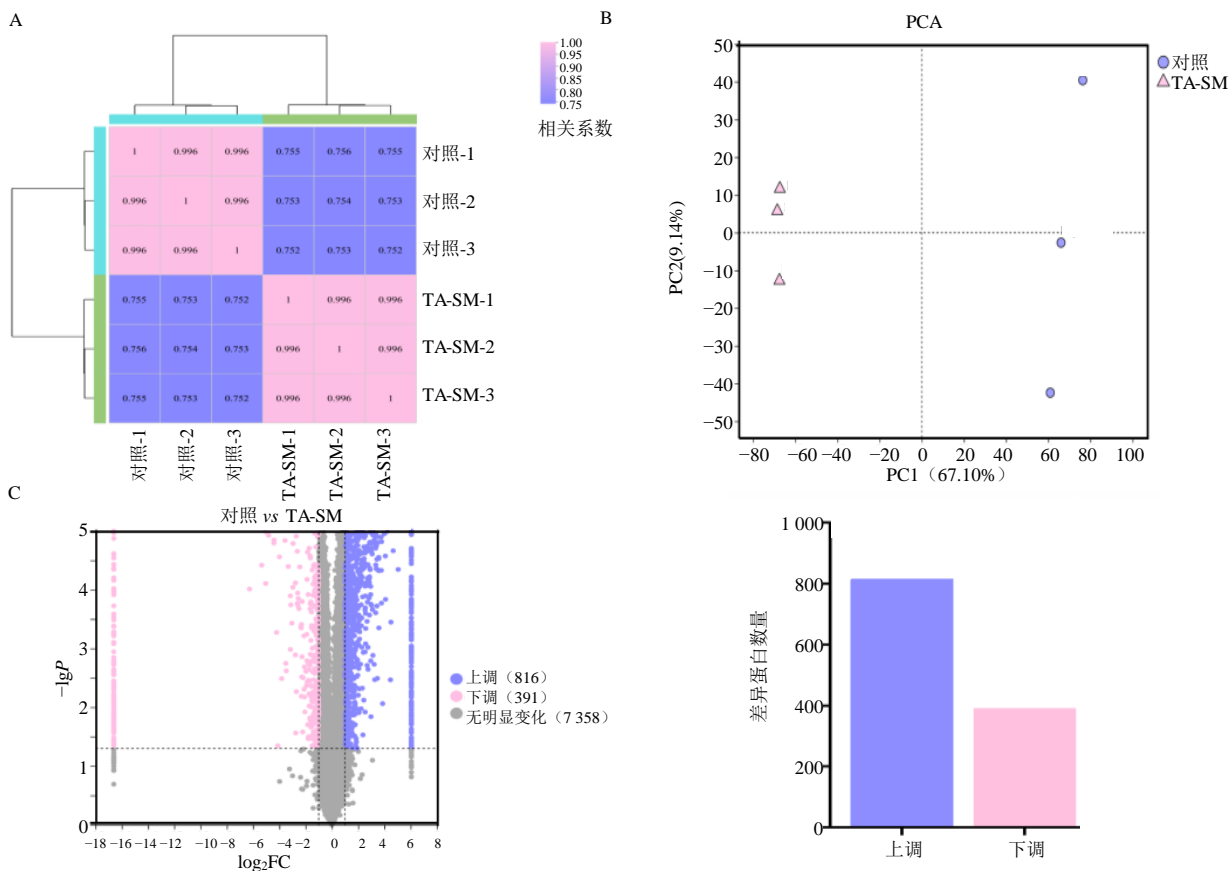 A
1.00
0.95
0.90
0.85
0.80
0.75
相关系数
1 0.996 0.996 0.755 0.756 0.755 对照-1
0.996 1 0.996 0.753 0.754 0.753 对照-2
0.996 0.996 1 0.752 0.753 0.752 对照-3
0.755 0.753 0.752 1 0.996 0.996 TA-SM-1
0.756 0.754 0.753 0.996 1 0.996 TA-SM-2
0.755 0.753 0.752 0.996 0.996 1 TA-SM-3
对照-1 对照-2 对照-3 TA-SM-1 TA-SM-2 TA-SM-3
B
PCA
对照
TA-SM
50
40
30
20
10
0
−10
−20
−30
−40
−50
PC2(9.14%)
−80 −60 −40 −20 0 20 40 60 80 100
PC1（67.10%）
C
对照 vs TA-SM
5
4
3
2
1
0
−lgP
−18 −16 −14 −12 −10 −8 −6 −4 −2 0 2 4 6 8
log2FC
上调（816）
下调（391）
无明显变化（7 358）
1 000
800
600
400
200
0
差异蛋白数量
上调 下调